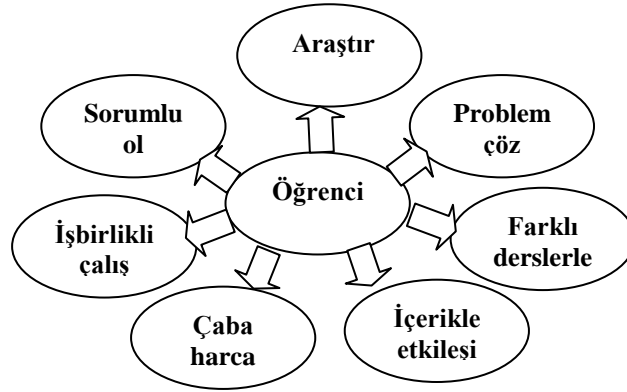 Araştır
Sorumlu
ol
Problem
çöz
Öğrenci
İşbirlikli
çalış
Farklı
derslerle
Çaba
harca
İçerikle
etkileşi